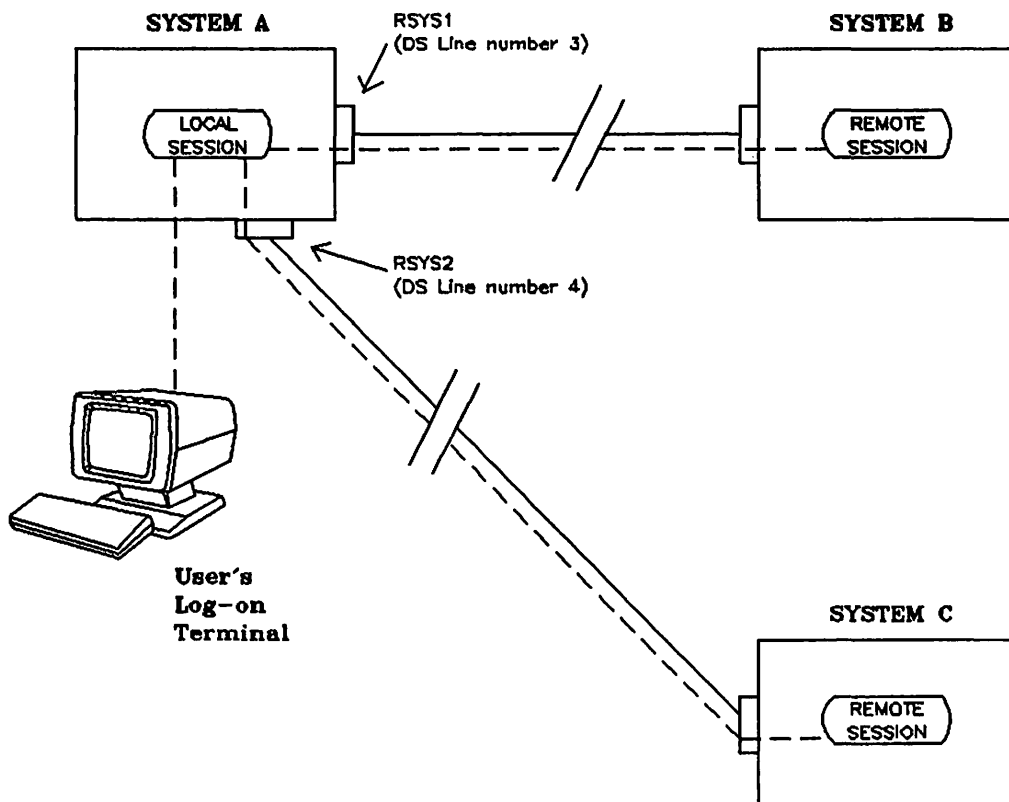 SYSTEM A
RSYS1
(DS Line number 3)
SYSTEM B
LOCAL
SESSION
REMOTE
SESSION
RSYS2
(DS Line number 4)
User's
Log-on
Terminal
SYSTEM C
REMOTE
SESSION